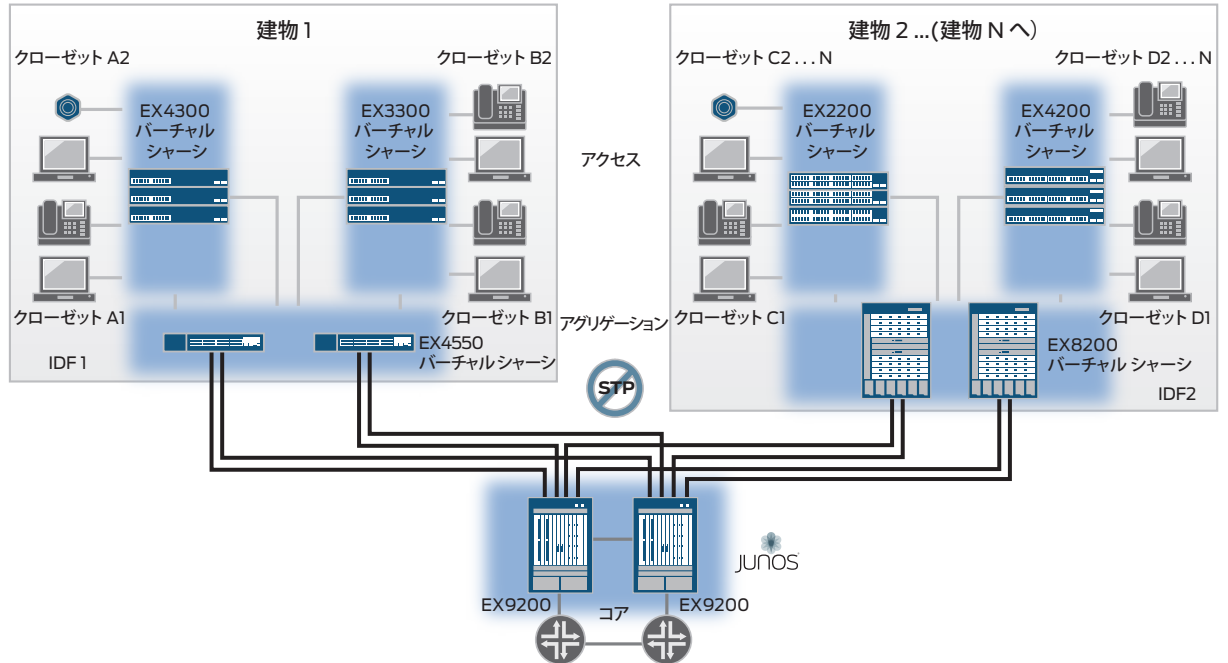 建物 1
クローゼット A2
クローゼット B2
EX4300
バーチャル
シャーシ
EX3300
バーチャル
シャーシ
クローゼット A1
クローゼット B1
EX4550
バーチャル シャーシ
IDF 1
アクセス
アグリゲーション
STP
建物 2 ...(建物 N へ)
クローゼット C2 . . . N
クローゼット D2 . . . N
EX2200
バーチャル
シャーシ
EX4200
バーチャル
シャーシ
クローゼット C1
クローゼット D1
EX8200
バーチャル シャーシ
IDF2
JUNOS
EX9200
コア
EX9200